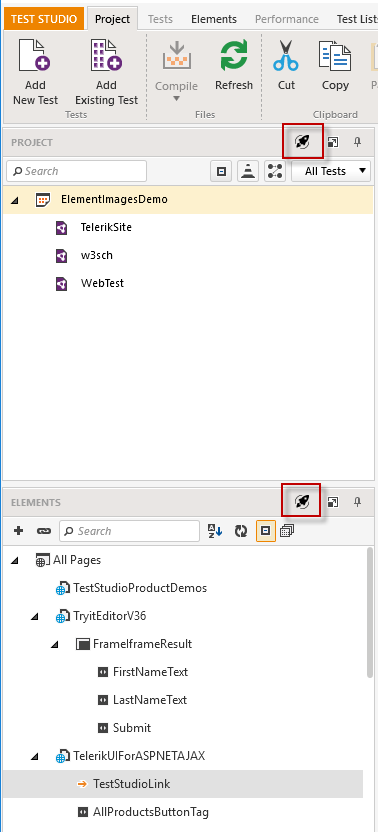 TEST STUDIO Project Tests Elements Performance Test Lists
Add New Test
Add Existing Test
Compile
Refresh
Cut
Copy
Tests Files Clipboard
PROJECT
Search All Tests
ElementImagesDemo
TelerikSite
w3sch
WebTest
ELEMENTS
Search
All Pages
TestStudioProductDemos
TryitEditorV36
FrameIframeResult
FirstNameText
LastNameText
Submit
TelerikUIForASPNETAJAX
TestStudioLink
AllProductsButtonTag